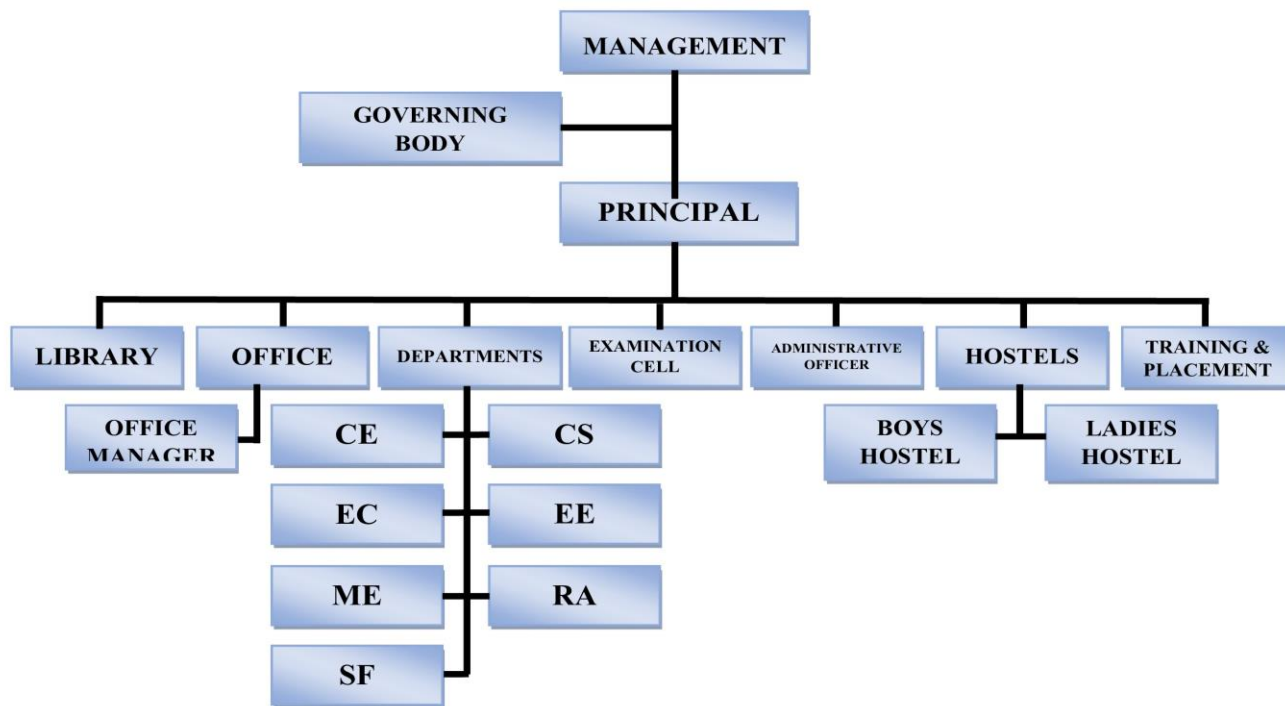 MANAGEMENT
GOVERNING
BODY
PRINCIPAL
LIBRARY
OFFICE
DEPARTMENTS
EXAMINATION
CELL
ADMINISTRATIVE
OFFICER
HOSTELS
TRAINING &
PLACEMENT
OFFICE
MANAGER
CE
CS
BOYS
HOSTEL
LADIES
HOSTEL
EC
EE
ME
RA
SF